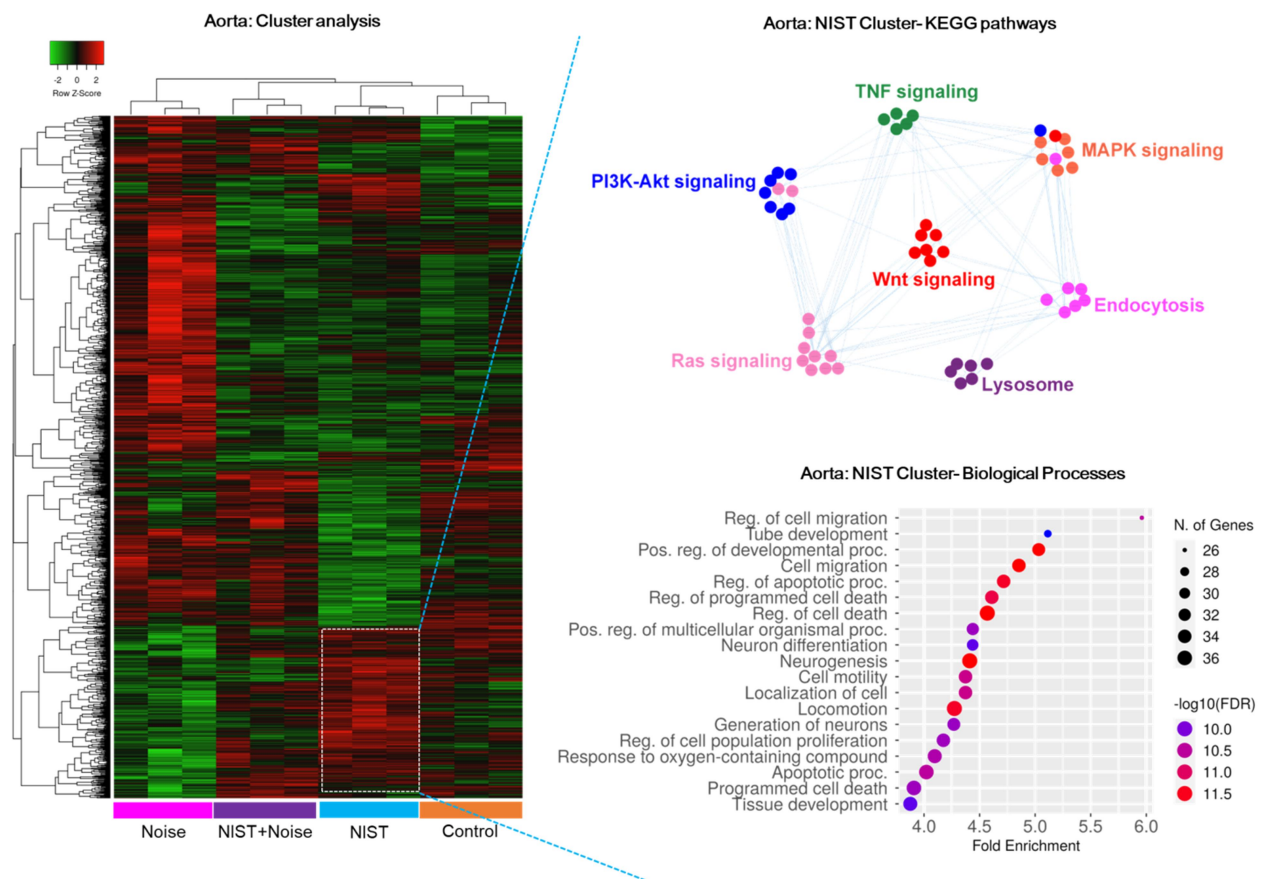 Aorta: Cluster analysis
-2 0 2
Row Z-Score
Noise
NIST+Noise
NIST
Control
Aorta: NIST Cluster- KEGG pathways
TNF signaling
MAPK signaling
PI3K-Akt signaling
Wnt signaling
Endocytosis
Ras signaling
Lysosome
Aorta: NIST Cluster- Biological Processes
Reg. of cell migration
Tube development
Pos. reg. of developmental proc.
Cell migration
Reg. of apoptotic proc.
Reg. of programmed cell death
Reg. of cell death
Pos. reg. of multicellular organismal proc.
Neuron differentiation
Neurogenesis
Cell motility
Localization of cell
Locomotion
Generation of neurons
Reg. of cell population proliferation
Response to oxygen-containing compound
Apoptotic proc.
Programmed cell death
Tissue development
4.0 4.5 5.0 5.5 6.0
Fold Enrichment
N. of Genes
26
28
30
32
34
36
-log10(FDR)
10.0
10.5
11.0
11.5